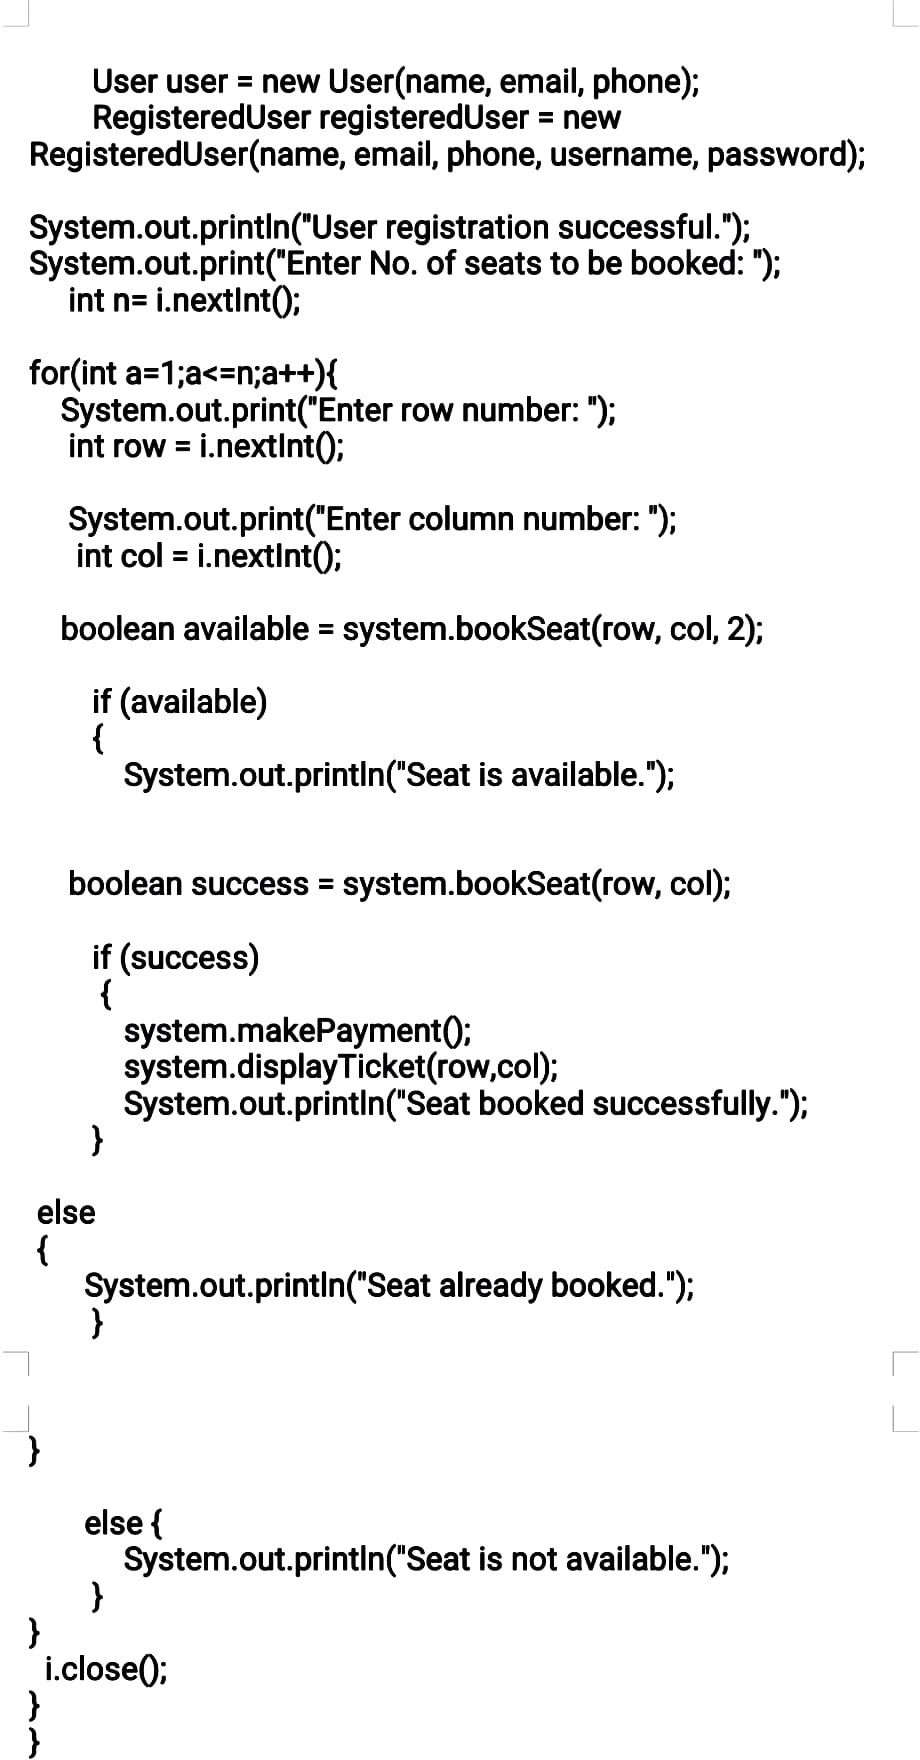 User user = new User(name, email, phone);
RegisteredUser registeredUser = new
RegisteredUser(name, email, phone, username, password);
System.out.println("User registration successful.");
System.out.print("Enter No. of seats to be booked: ");
int n= i.nextInt();
for(int a=1;a<=n;a++){
System.out.print("Enter row number: ");
int row = i.nextInt();
System.out.print("Enter column number: ");
int col = i.nextInt();
boolean available = system.bookSeat(row, col, 2);
if (available)
{
System.out.println("Seat is available.");
boolean success = system.bookSeat(row, col);
if (success)
{
system.makePayment();
system.displayTicket(row,col);
System.out.println("Seat booked successfully.");
}
else
{
System.out.println("Seat already booked.");
}
}
else {
System.out.println("Seat is not available.");
}
}
i.close();
}
}